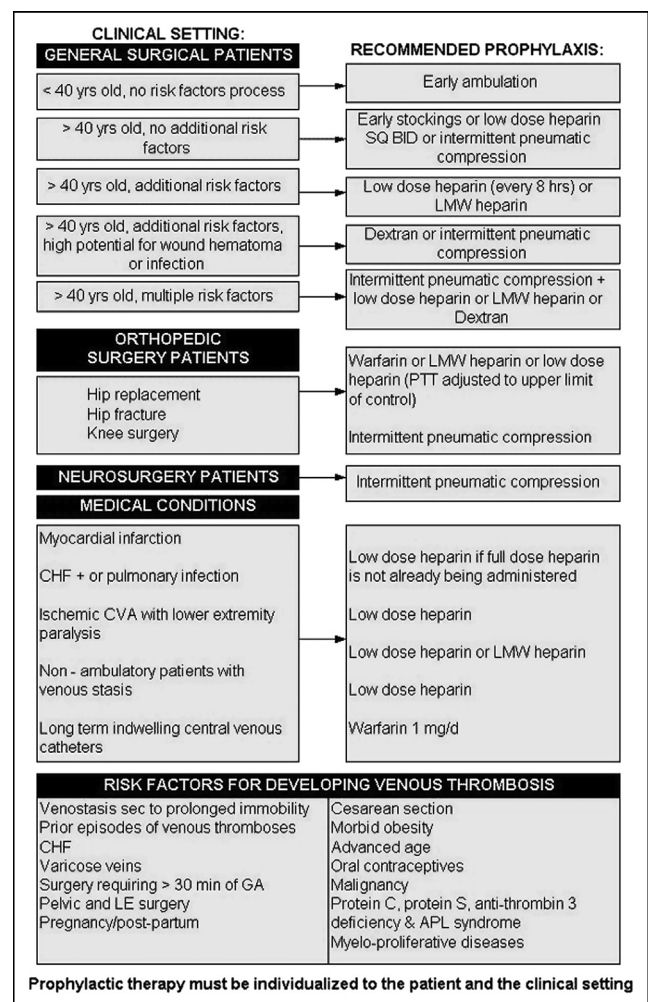 CLINICAL SETTING:
GENERAL SURGICAL PATIENTS
RECOMMENDED PROPHYLAXIS:
< 40 yrs old, no risk factors process
Early ambulation
> 40 yrs old, no additional risk
factors
Early stockings or low dose heparin
SQ BID or intermittent pneumatic
compression
> 40 yrs old, additional risk factors
Low dose heparin (every 8 hrs) or
LMW heparin
> 40 yrs old, additional risk factors,
high potential for wound hematoma
or infection
Dextran or intermittent pneumatic
compression
> 40 yrs old, multiple risk factors
Intermittent pneumatic compression +
low dose heparin or LMW heparin or
Dextran
ORTHOPEDIC
SURGERY PATIENTS
Hip replacement
Hip fracture
Knee surgery
Warfarin or LMW heparin or low dose
heparin (PTT adjusted to upper limit
of control)
Intermittent pneumatic compression
NEUROSURGERY PATIENTS
Intermittent pneumatic compression
MEDICAL CONDITIONS
Myocardial infarction
CHF + or pulmonary infection
Ischemic CVA with lower extremity
paralysis
Non - ambulatory patients with
venous stasis
Long term indwelling central venous
catheters
Low dose heparin if full dose heparin
is not already being administered
Low dose heparin
Low dose heparin or LMW heparin
Low dose heparin
Warfarin 1 mg/d
RISK FACTORS FOR DEVELOPING VENOUS THROMBOSIS
Venostasis sec to prolonged immobility
Prior episodes of venous thromboses
CHF
Varicose veins
Surgery requiring > 30 min of GA
Pelvic and LE surgery
Pregnancy/post-partum
Cesarean section
Morbid obesity
Advanced age
Oral contraceptives
Malignancy
Protein C, protein S, anti-thrombin 3
deficiency & APL syndrome
Myelo-proliferative diseases
Prophylactic therapy must be individualized to the patient and the clinical setting